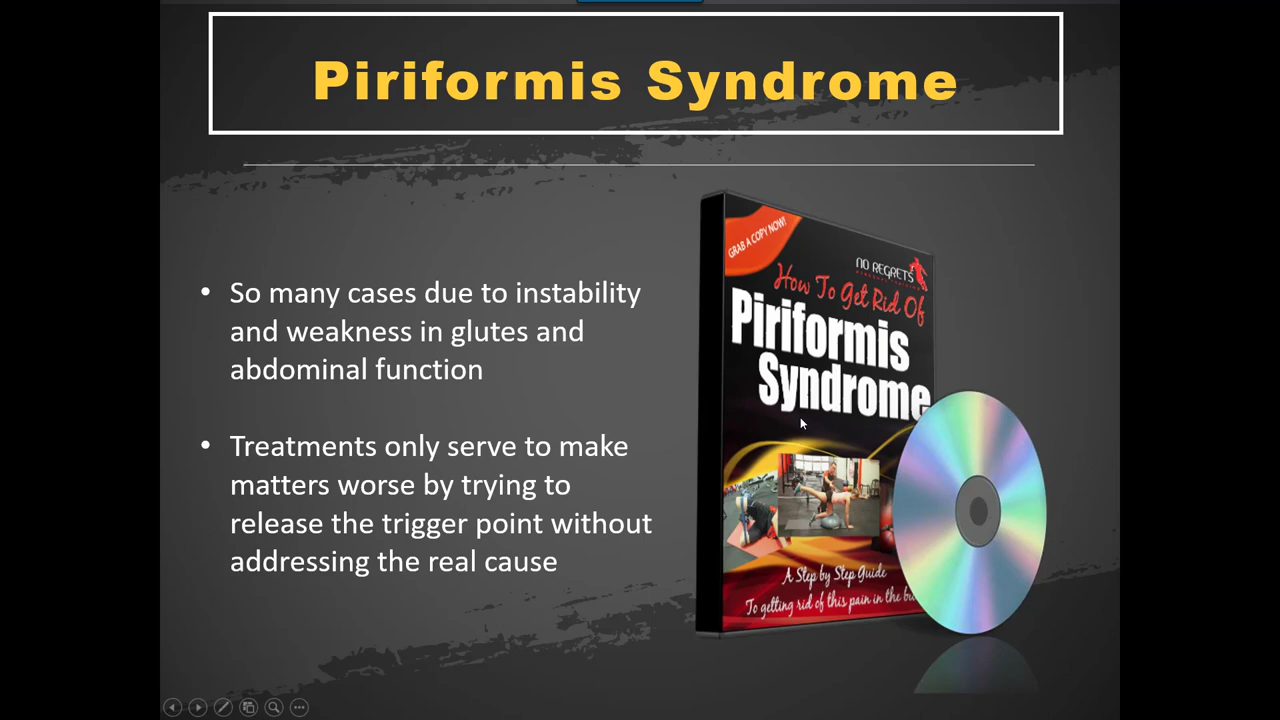 Piriformis Syndrome
• So many cases due to instability
and weakness in glutes and
abdominal function
• Treatments only serve to make
matters worse by trying to
release the trigger point without
addressing the real cause
GRAB A COPY NOW!
NO REGRETS
How To Get Rid Of
Piriformis
Syndrome
A Step by Step Guide
To getting rid of this pain in the